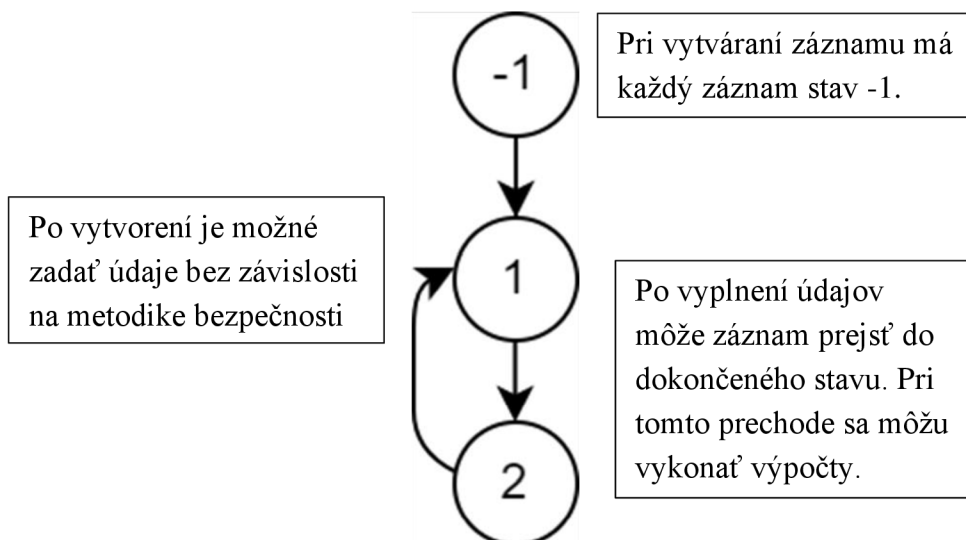 -1
Pri vytváraní záznamu má
každý záznam stav -1.
Po vytvorení je možné
zadať údaje bez závislosti
na metodike bezpečnosti
1
Po vyplnení údajov
môže záznam prejsť do
dokončeného stavu. Pri
tomto prechode sa môžu
vykonať výpočty.
2